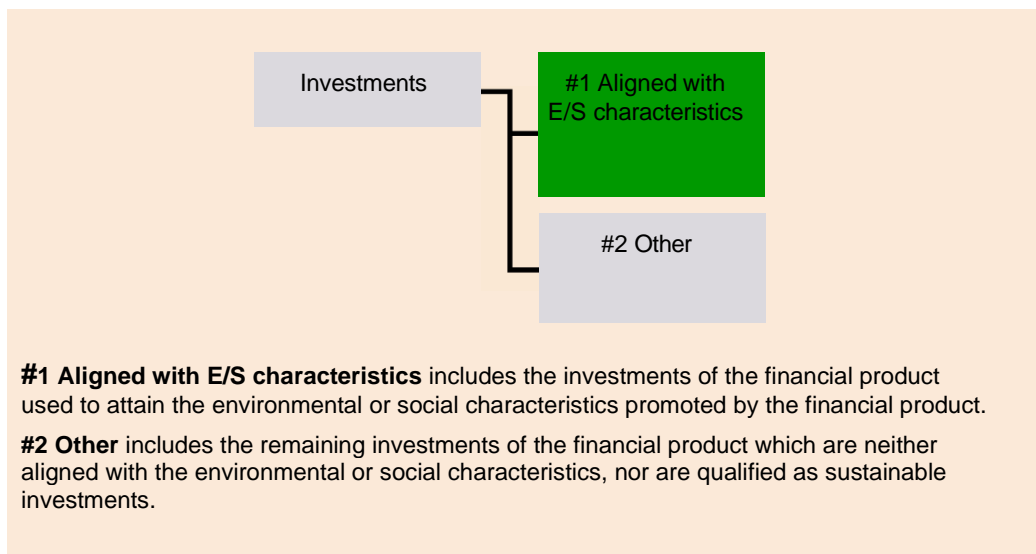 Investments
#1 Aligned with
E/S characteristics
#2 Other
#1 Aligned with E/S characteristics includes the investments of the financial product
used to attain the environmental or social characteristics promoted by the financial product.
#2 Other includes the remaining investments of the financial product which are neither
aligned with the environmental or social characteristics, nor are qualified as sustainable
investments.